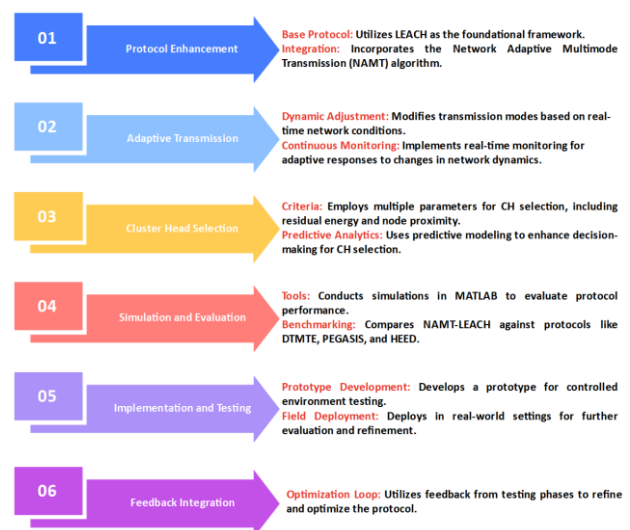 01
Protocol Enhancement
Base Protocol: Utilizes LEACH as the foundational framework.
Integration: Incorporates the Network Adaptive Multimode
Transmission (NAMT) algorithm.
02
Adaptive Transmission
Dynamic Adjustment: Modifies transmission modes based on real-
time network conditions.
Continuous Monitoring: Implements real-time monitoring for
adaptive responses to changes in network dynamics.
03
Cluster Head Selection
Criteria: Employs multiple parameters for CH selection, including
residual energy and node proximity.
Predictive Analytics: Uses predictive modeling to enhance decision-
making for CH selection.
04
Simulation and Evaluation
Tools: Conducts simulations in MATLAB to evaluate protocol
performance.
Benchmarking: Compares NAMT-LEACH against protocols like
DTMTE, PEGASIS, and HEED.
05
Implementation and Testing
Prototype Development: Develops a prototype for controlled
environment testing.
Field Deployment: Deploys in real-world settings for further
evaluation and refinement.
06
Feedback Integration
Optimization Loop: Utilizes feedback from testing phases to refine
and optimize the protocol.